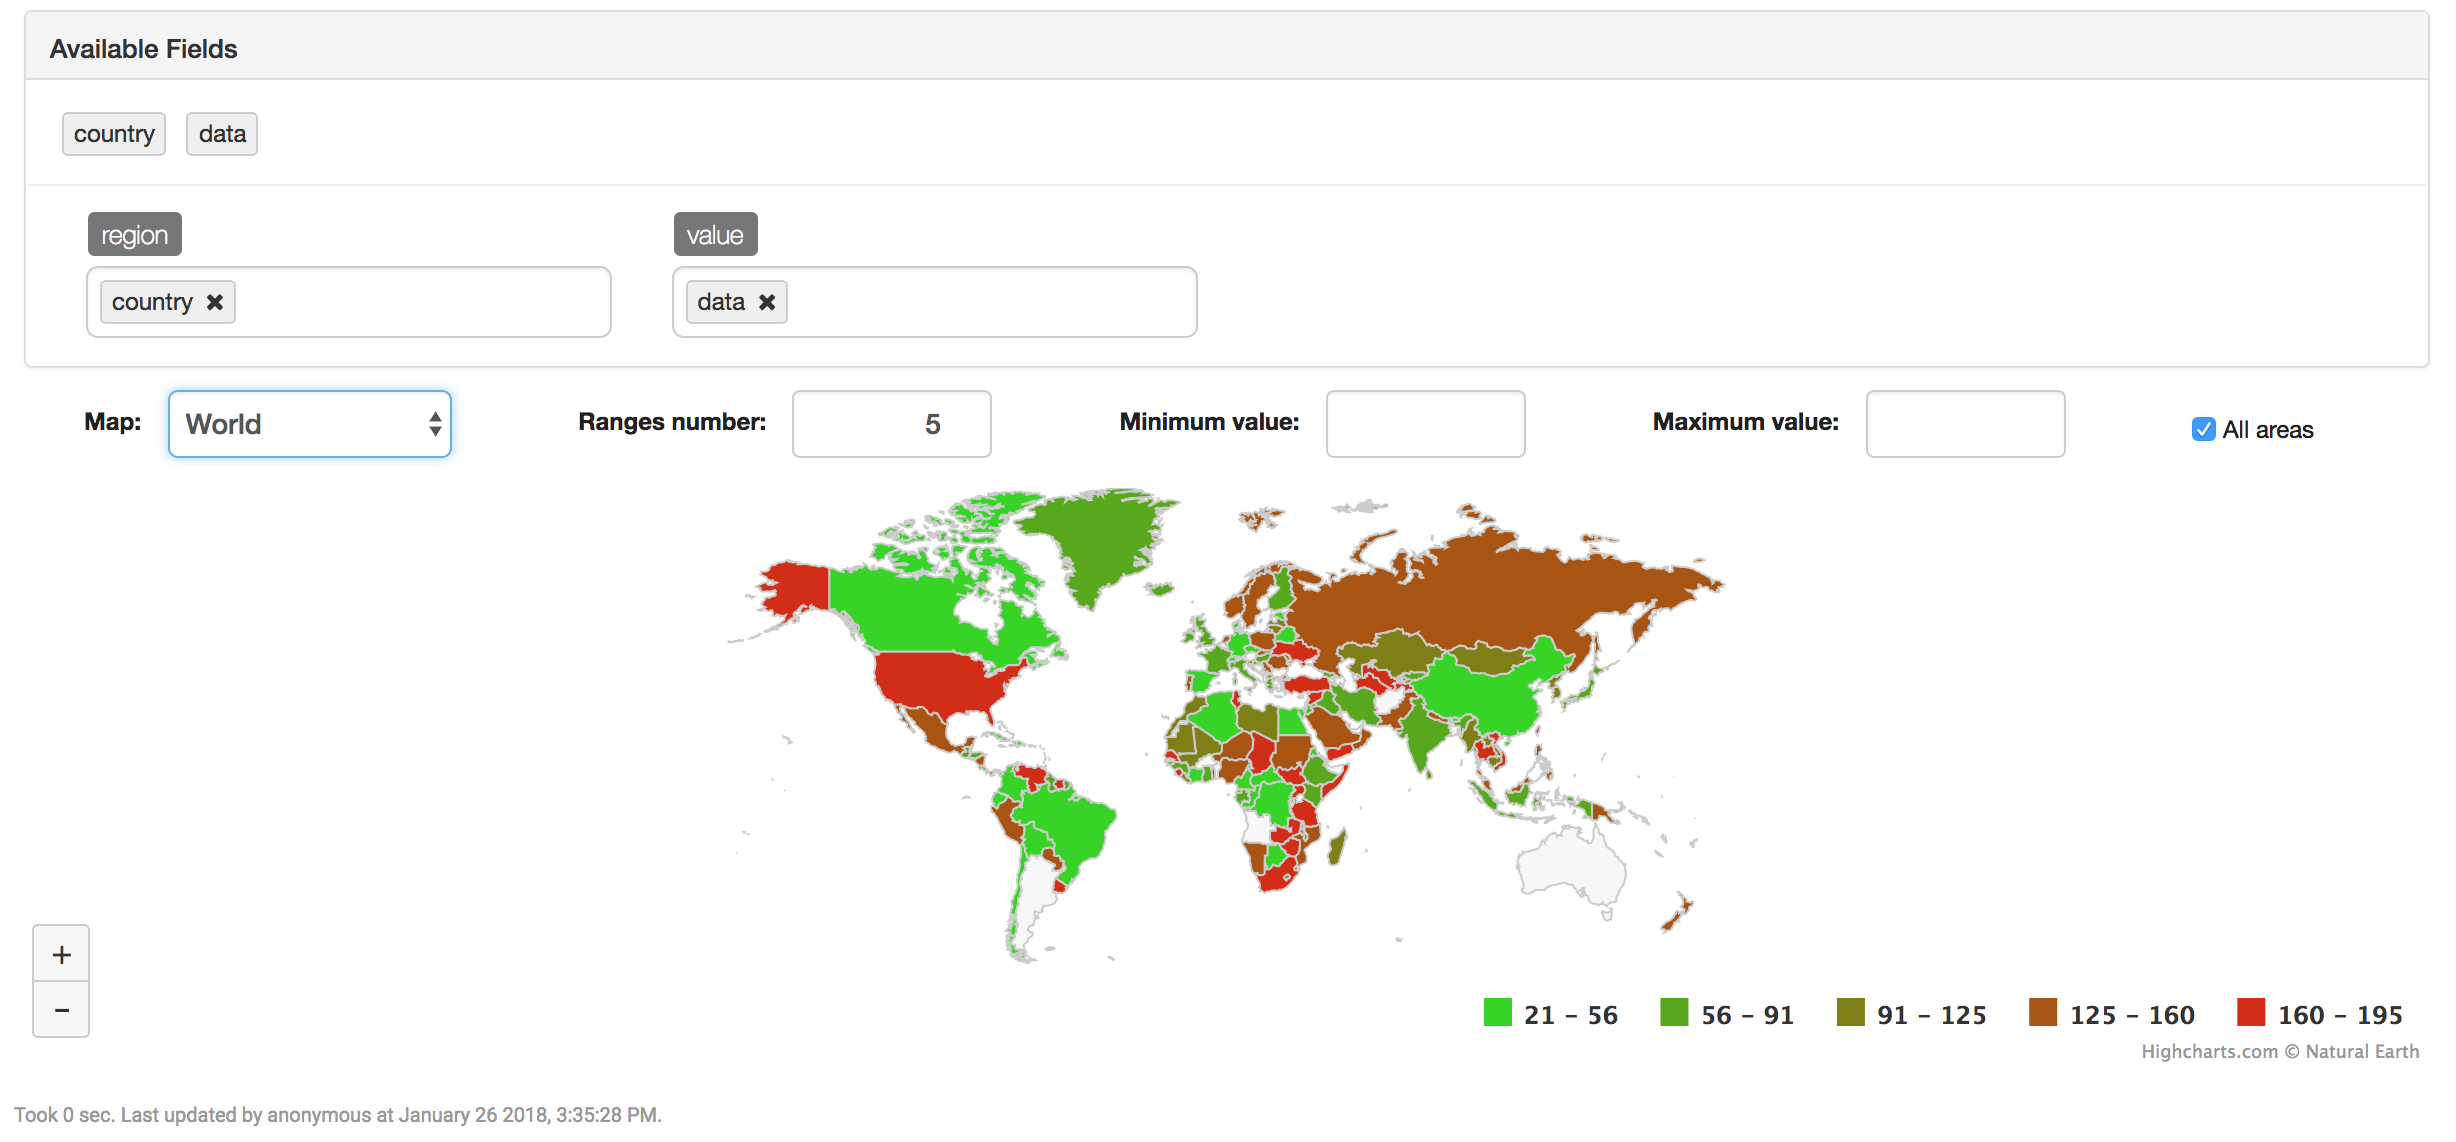 Available Fields
country data
region value
country ✖ data ✖
Map: World Ranges number: 5 Minimum value: Maximum value: All areas
+
−
21 – 56 56 – 91 91 – 125 125 – 160 160 – 195
Highcharts.com © Natural Earth
Took 0 sec. Last updated by anonymous at January 26 2018, 3:35:28 PM.